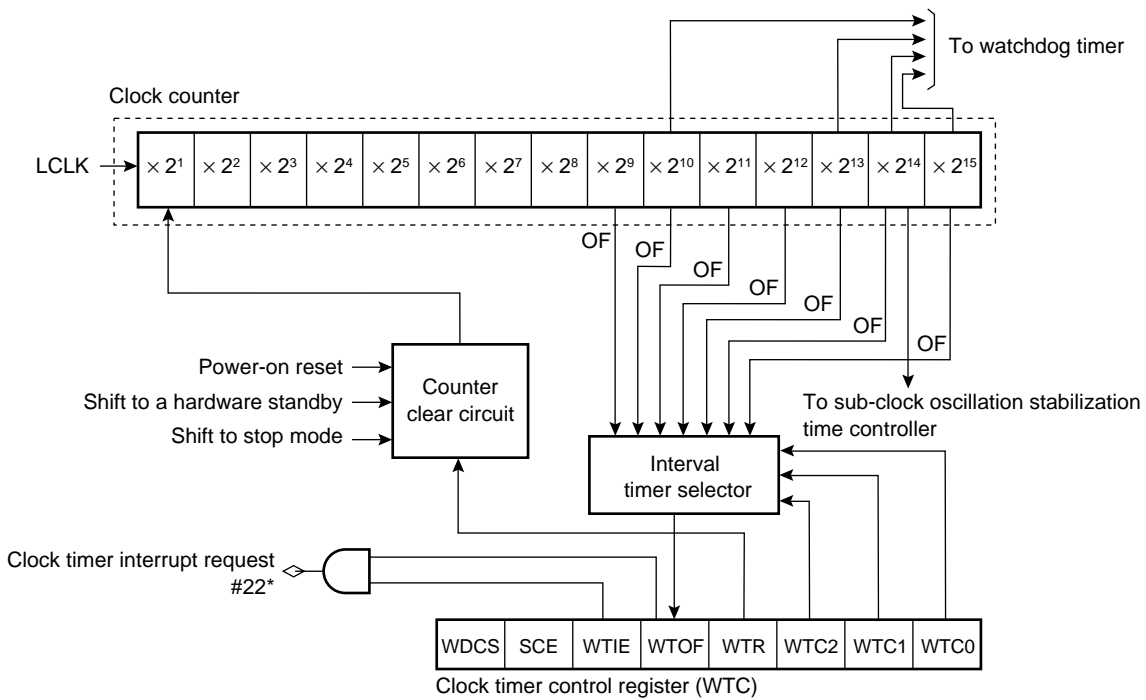 To watchdog timer
Clock counter
LCLK
× 2¹ × 2² × 2³ × 2⁴ × 2⁵ × 2⁶ × 2⁷ × 2⁸ × 2⁹ × 2¹⁰ × 2¹¹ × 2¹² × 2¹³ × 2¹⁴ × 2¹⁵
OF
OF
OF
OF
OF
OF
OF
Power-on reset
Shift to a hardware standby
Shift to stop mode
Counter
clear circuit
To sub-clock oscillation stabilization
time controller
Interval
timer selector
Clock timer interrupt request
#22*
WDCS SCE WTIE WTOF WTR WTC2 WTC1 WTC0
Clock timer control register (WTC)